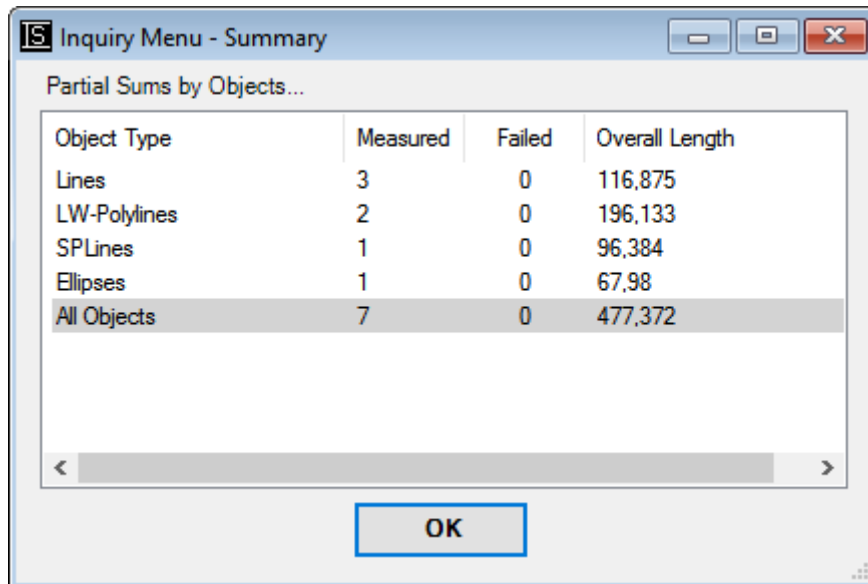 IS Inquiry Menu - Summary
Partial Sums by Objects...
Object Type Measured Failed Overall Length
Lines 3 0 116,875
LW-Polylines 2 0 196,133
SPLines 1 0 96,384
Ellipses 1 0 67,98
All Objects 7 0 477,372
OK